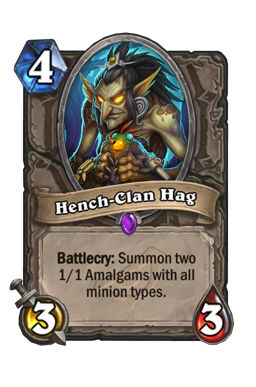 4
Hench-Clan Hag
Battlecry: Summon two
1/1 Amalgams with all
minion types.
3
3